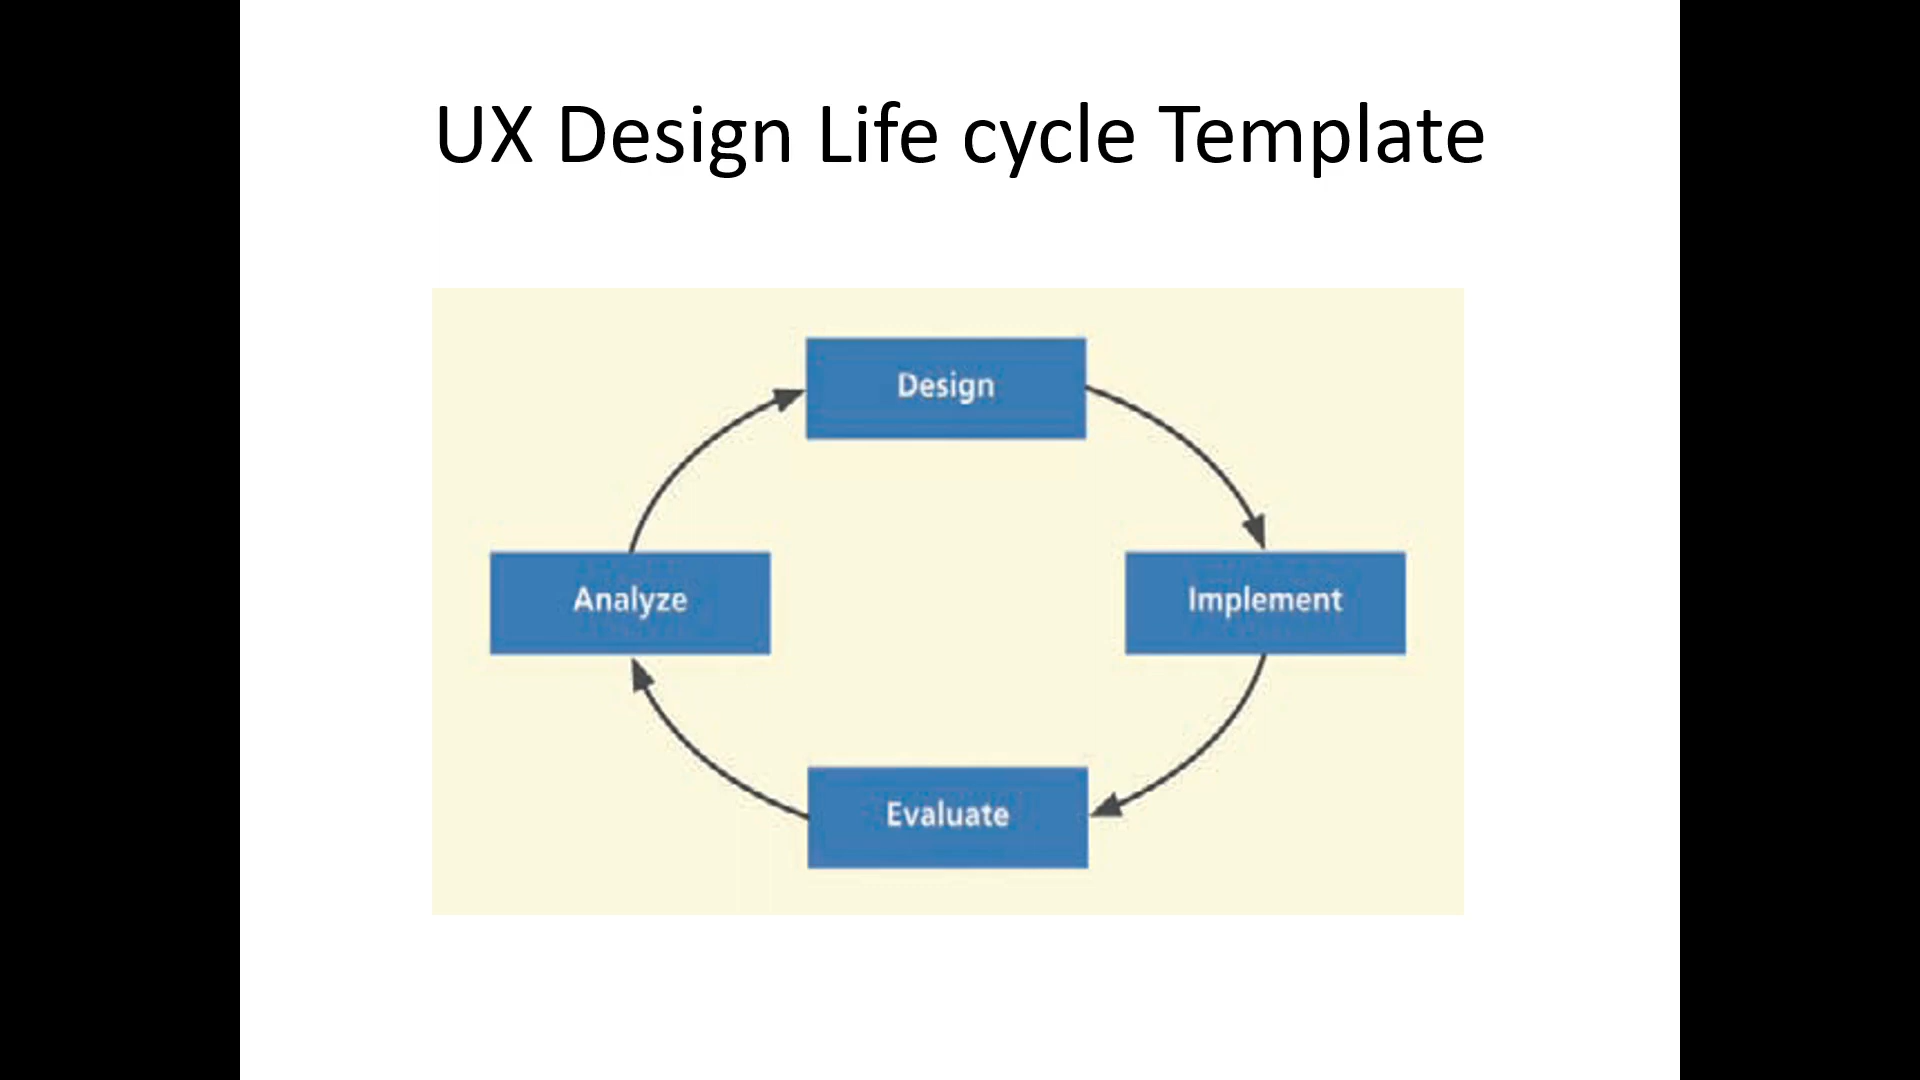 UX Design Life cycle Template
Design
Analyze
Implement
Evaluate